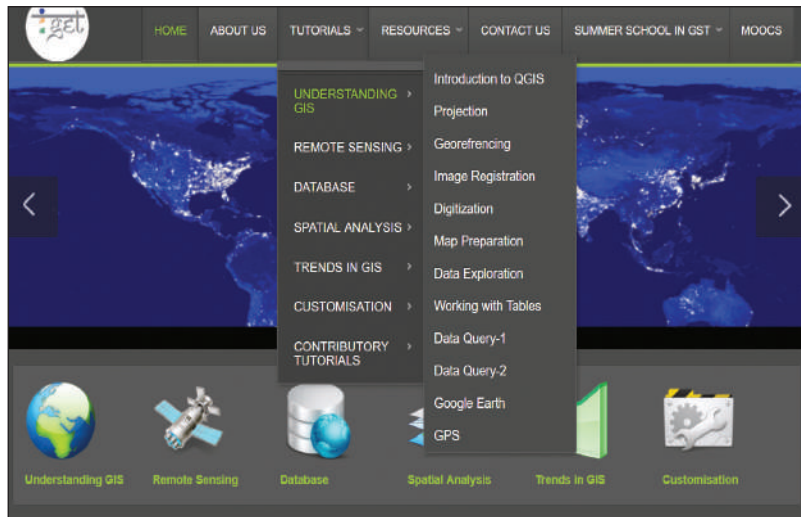 iget
HOME ABOUT US TUTORIALS RESOURCES CONTACT US SUMMER SCHOOL IN GST MOOCS
UNDERSTANDING
GIS
REMOTE SENSING
DATABASE
SPATIAL ANALYSIS
TRENDS IN GIS
CUSTOMISATION
CONTRIBUTORY
TUTORIALS
Introduction to QGIS
Projection
Georefrencing
Image Registration
Digitization
Map Preparation
Data Exploration
Working with Tables
Data Query-1
Data Query-2
Google Earth
GPS
Understanding GIS Remote Sensing Database Spatial Analysis Trends in GIS Customisation